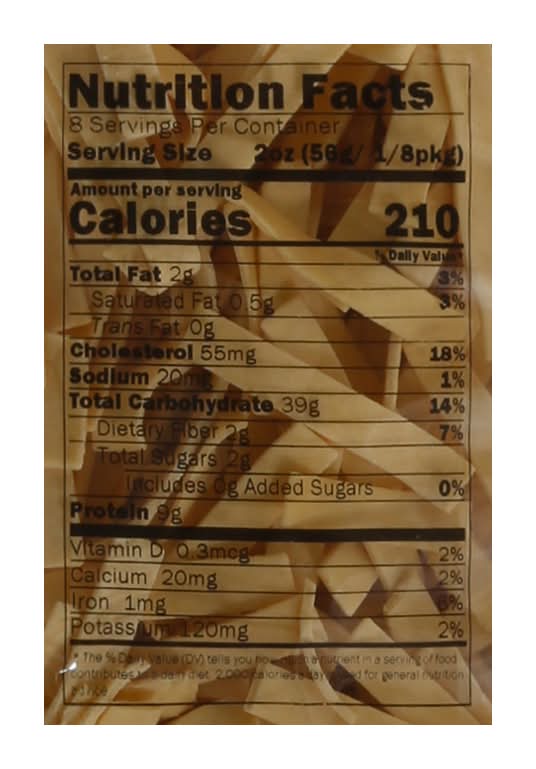 Nutrition Facts
8 Servings Per Container
Serving Size 2oz (56g/ 1/8pkg)
Amount per serving
Calories 210
% Daily Value*
Total Fat 2g 3%
Saturated Fat 0.5g 3%
Trans Fat 0g
Cholesterol 55mg 18%
Sodium 20mg 1%
Total Carbohydrate 39g 14%
Dietary Fiber 2g 7%
Total Sugars 2g
Includes 0g Added Sugars 0%
Protein 9g
Vitamin D 0.3mcg 2%
Calcium 20mg 2%
Iron 1mg 6%
Potassium 120mg 2%
* The % Daily Value (DV) tells you how much a nutrient in a serving of food
contributes to a daily diet. 2,000 calories a day is used for general nutrition
advice.